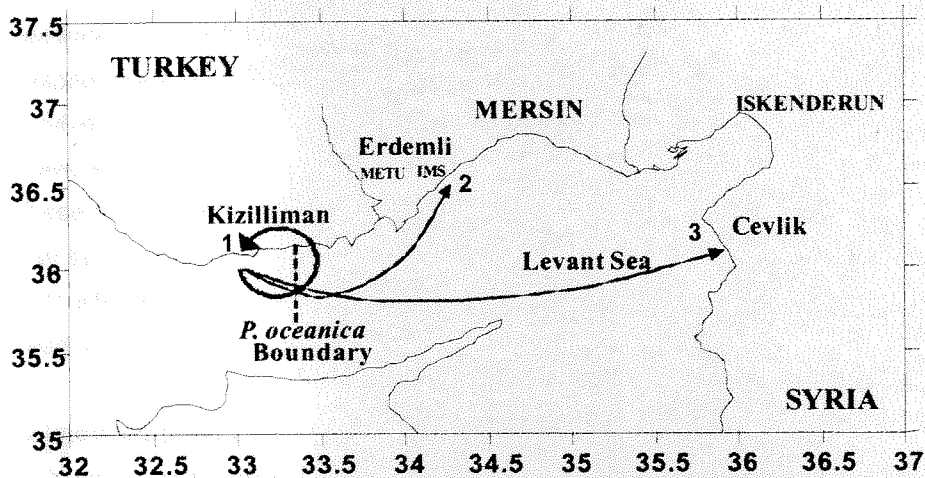 37.5
TURKEY
37
MERSIN
ISKENDERUN
Erdemli
METU IMS
36.5
2
Kizilliman
1
3
Cevlik
36
Levant Sea
P. oceanica
Boundary
35.5
SYRIA
35
32
32.5
33
33.5
34
34.5
35
35.5
36
36.5
37